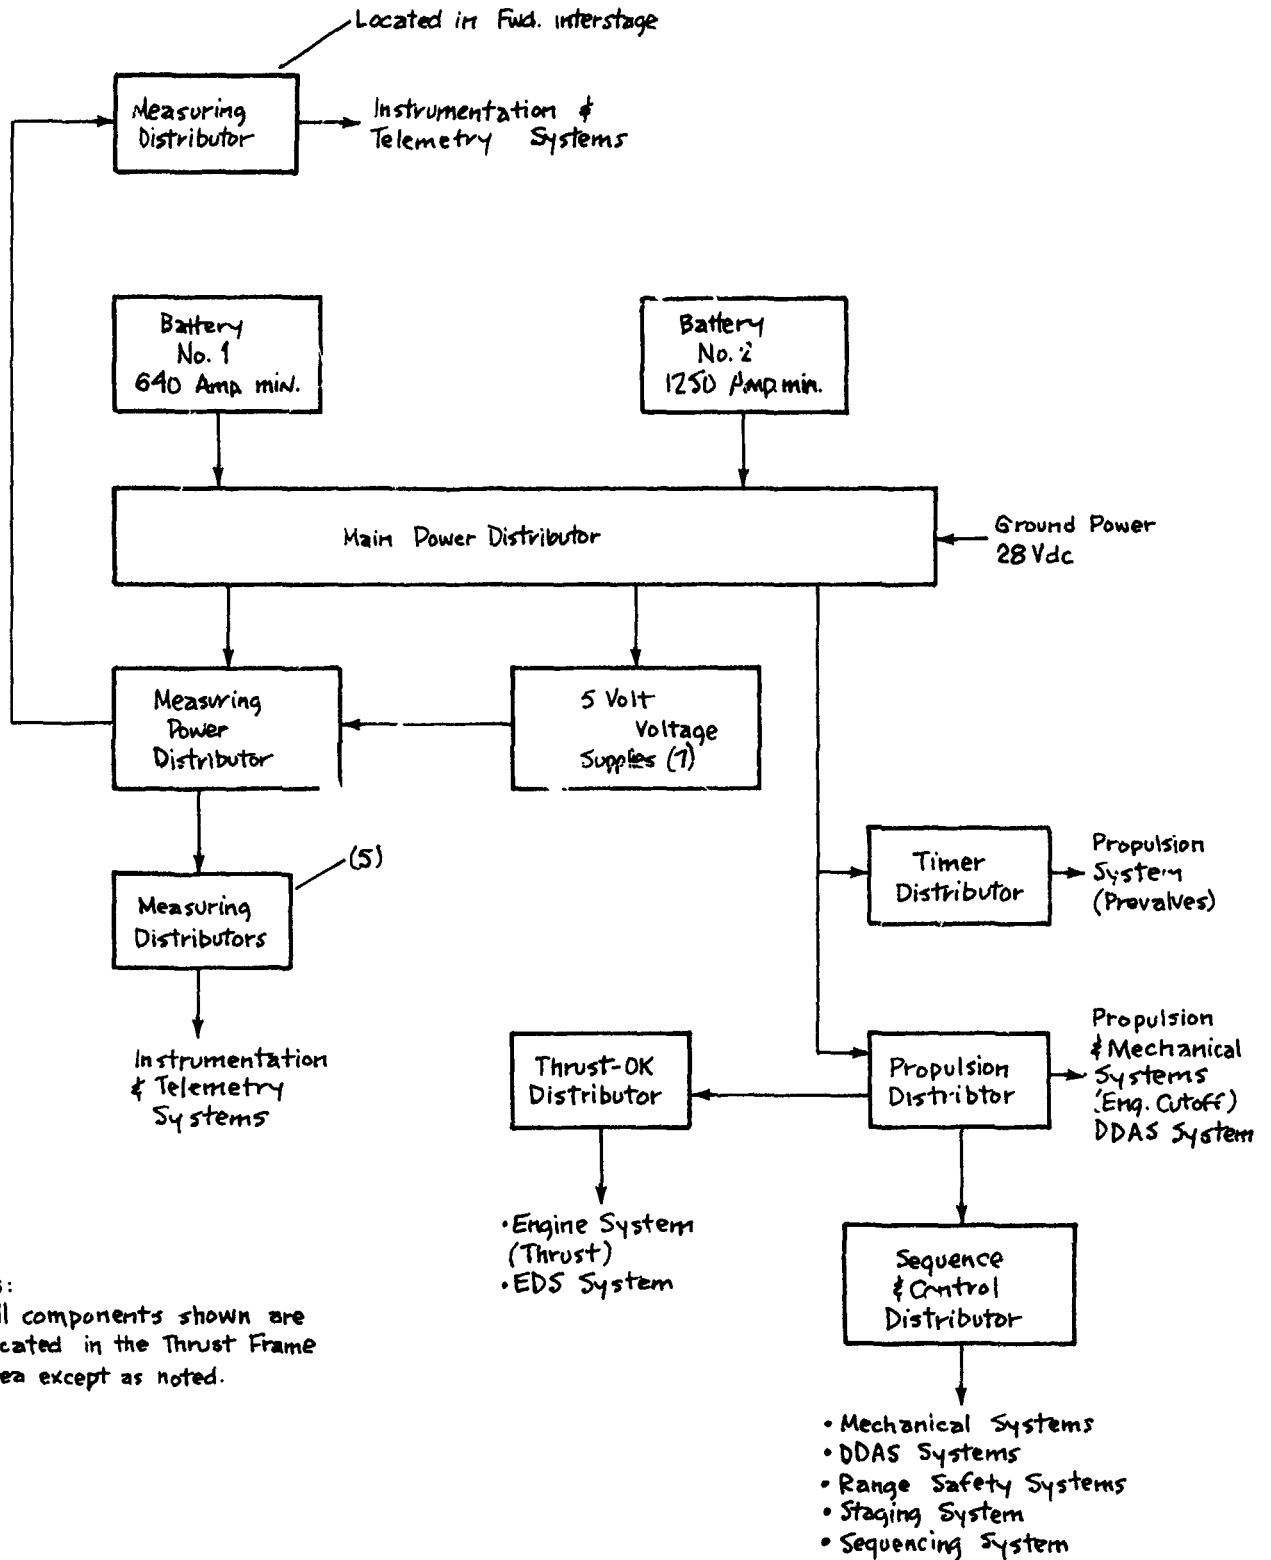 Located in Fwd. interstage
Measuring
Distributor
Instrumentation &
Telemetry Systems
Battery
No. 1
640 Amp min.
Battery
No. 2
1250 Amp. min.
Main Power Distributor
Ground Power
28 Vdc
Measuring
Power
Distributor
5 Volt
Voltage
Supplies (7)
(5)
Measuring
Distributors
Instrumentation
& Telemetry
Systems
Timer
Distributor
Propulsion
System
(Prevalves)
Thrust-OK
Distributor
Propulsion
Distribtor
Propulsion
& Mechanical
Systems
(Eng. Cutoff)
DDAS System
• Engine System
(Thrust)
• EDS System
Sequence
& Control
Distributor
s:
ll components shown are
cated in the Thrust Frame
ea except as noted.
• Mechanical Systems
• DDAS Systems
• Range Safety Systems
• Staging System
• Sequencing System